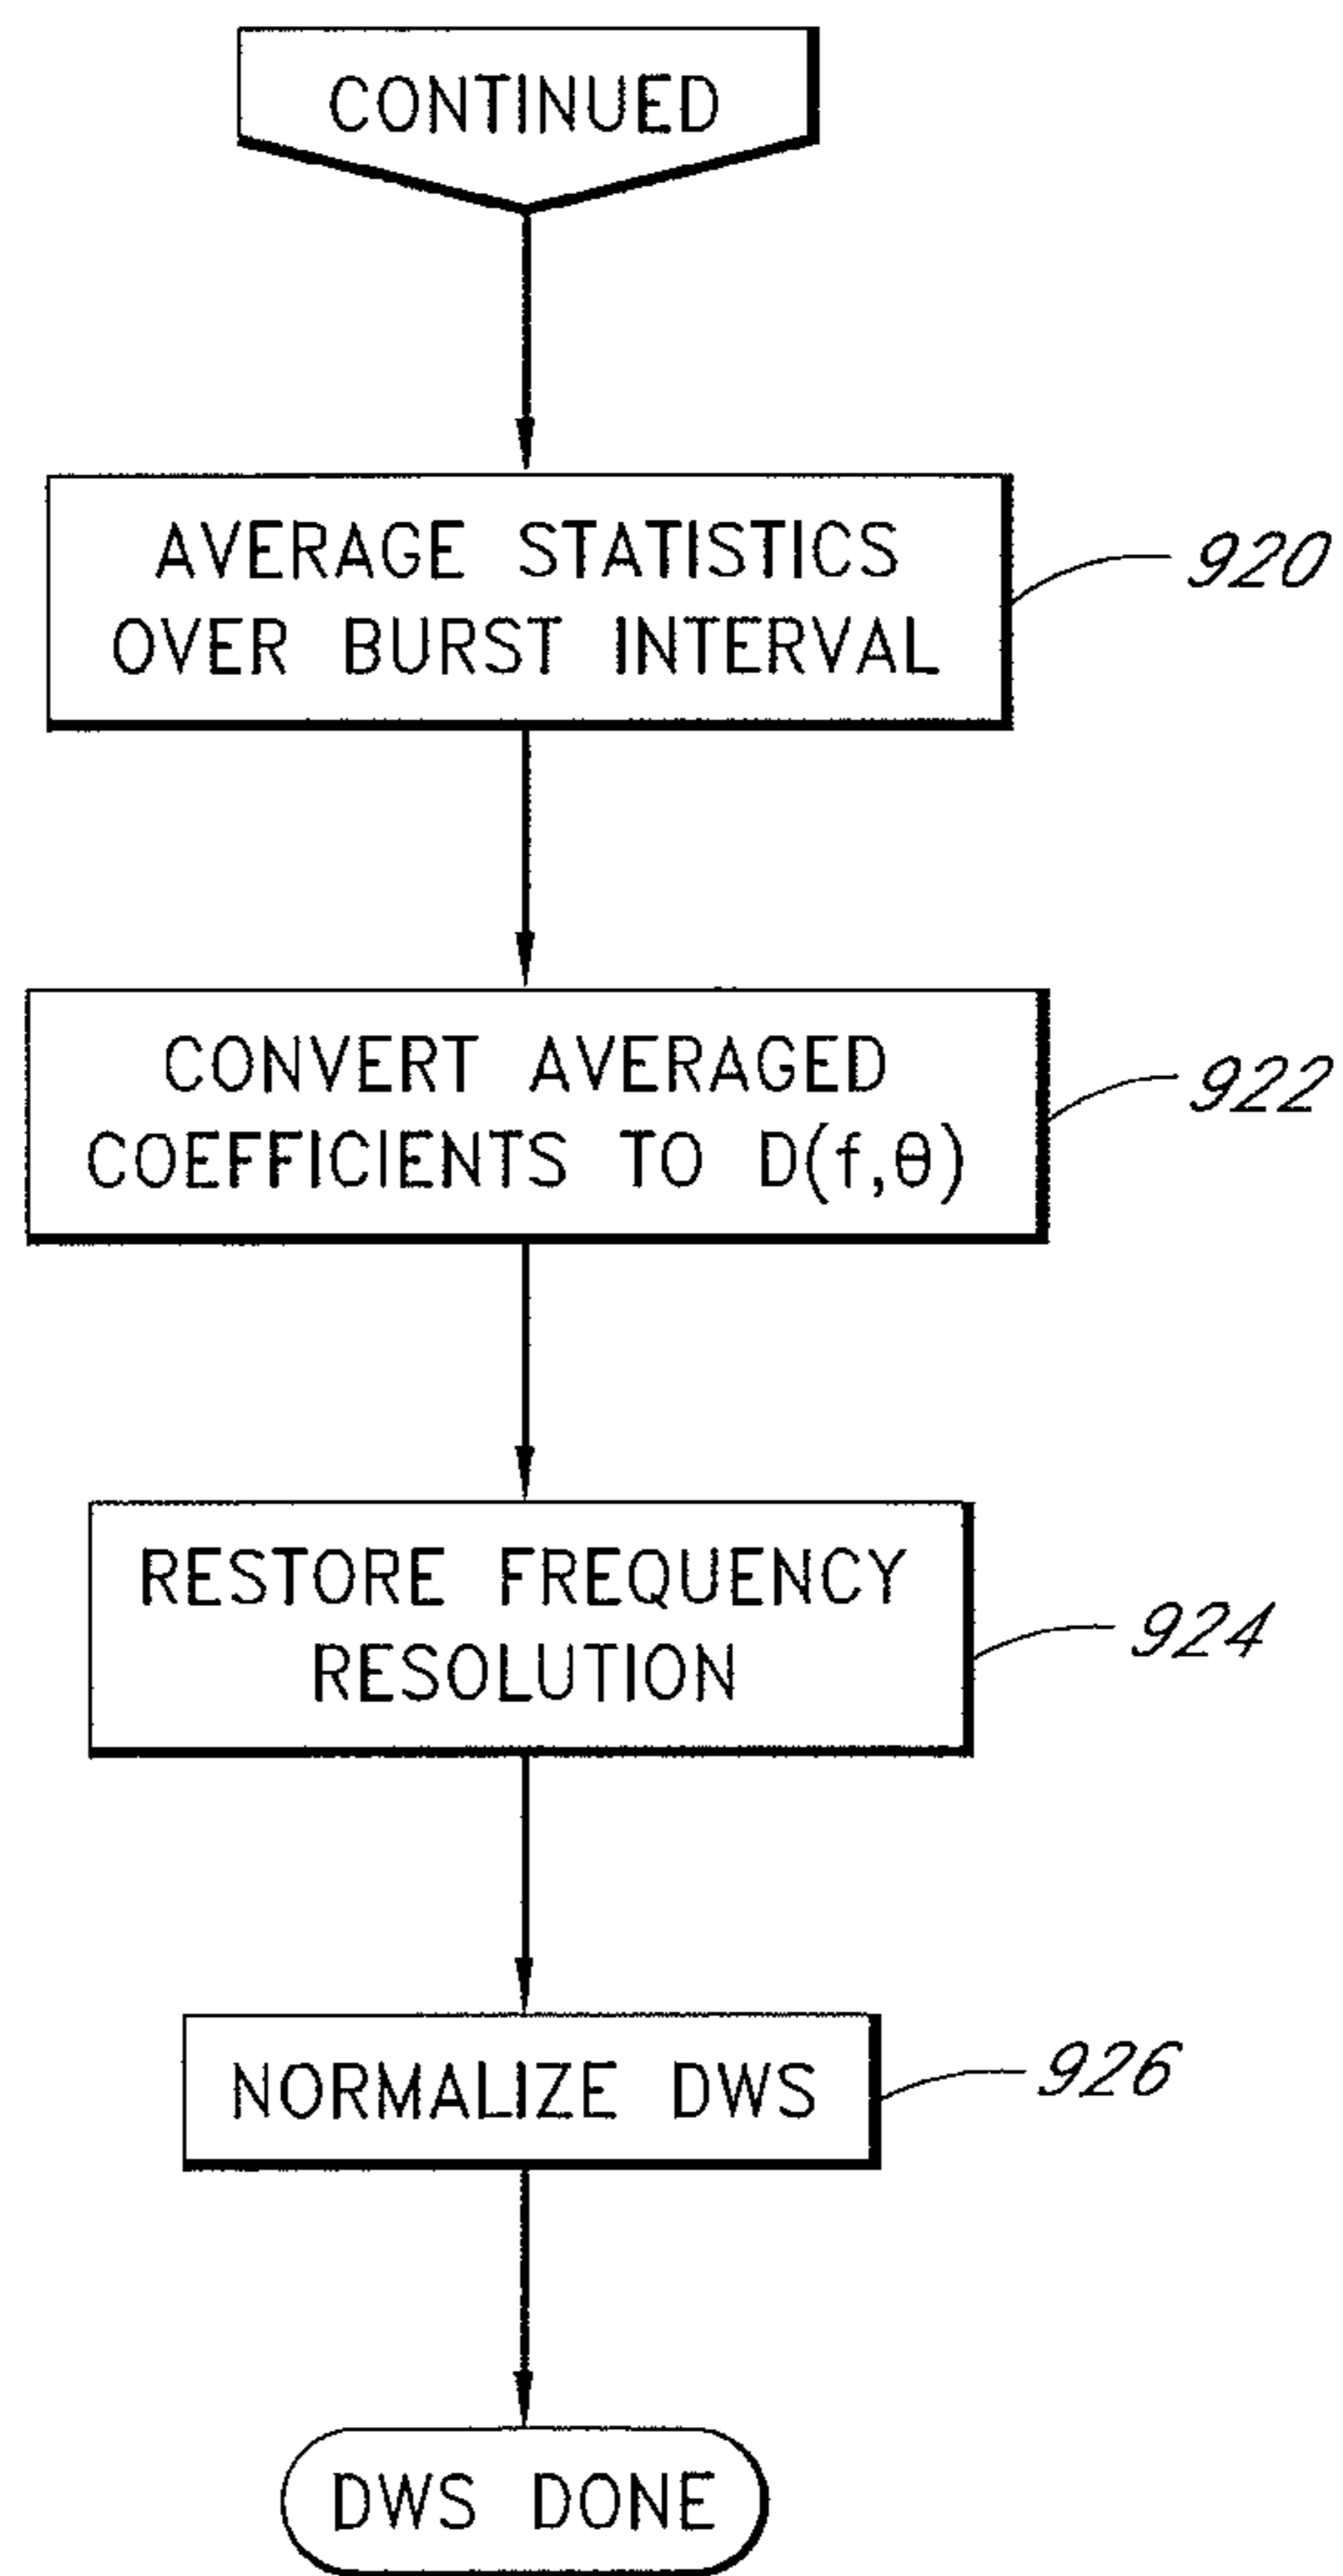 CONTINUED
AVERAGE STATISTICS
OVER BURST INTERVAL
920
CONVERT AVERAGED
COEFFICIENTS TO D(f,θ)
922
RESTORE FREQUENCY
RESOLUTION
924
NORMALIZE DWS
926
DWS DONE